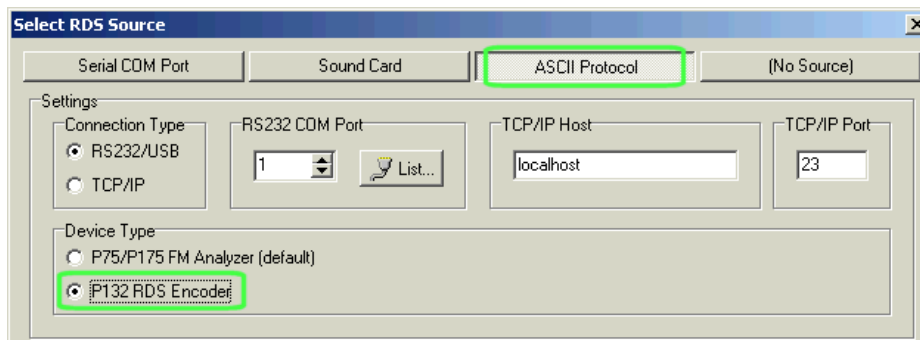 Select RDS Source
Serial COM Port Sound Card ASCII Protocol (No Source)
Settings
Connection Type RS232 COM Port TCP/IP Host TCP/IP Port
RS232/USB
1 List... localhost 23
TCP/IP
Device Type
P75/P175 FM Analyzer (default)
P132 RDS Encoder